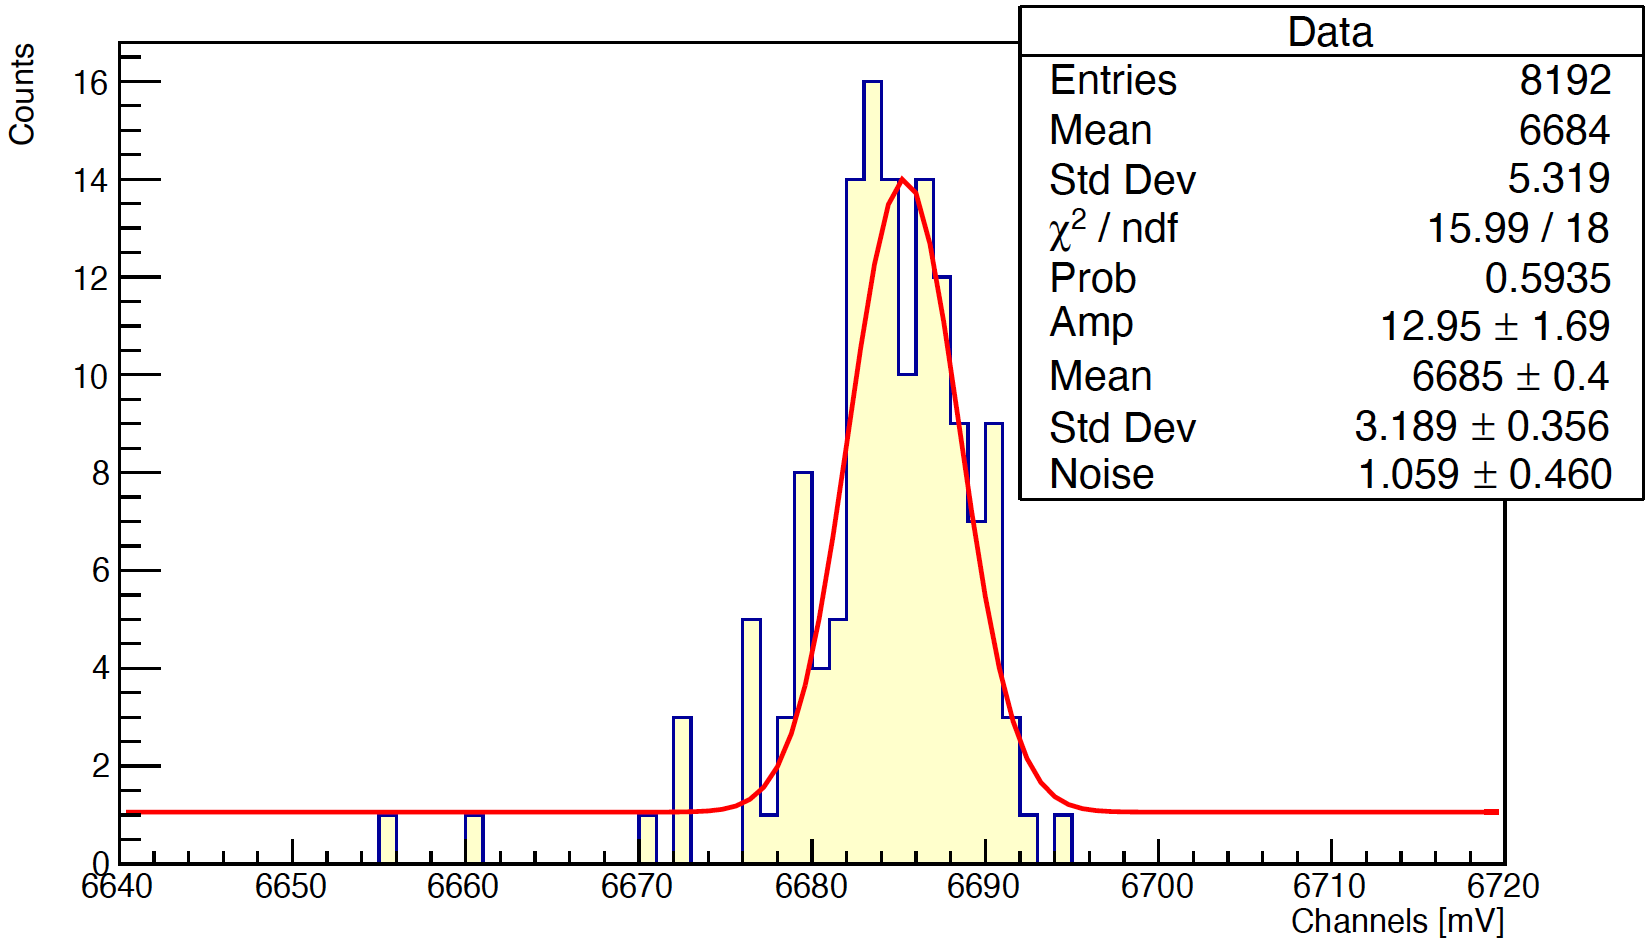 Counts
16
14
12
10
8
6
4
2
0
6640 6650 6660 6670 6680 6690 6700 6710 6720
Channels [mV]
Data
Entries 8192
Mean 6684
Std Dev 5.319
χ² / ndf 15.99 / 18
Prob 0.5935
Amp 12.95 ± 1.69
Mean 6685 ± 0.4
Std Dev 3.189 ± 0.356
Noise 1.059 ± 0.460